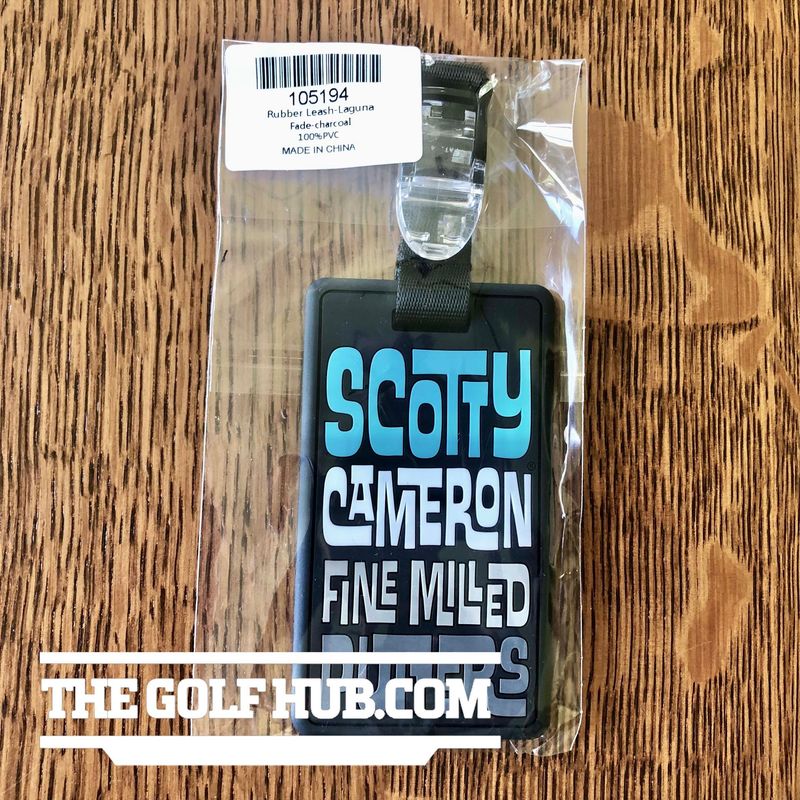 105194
Rubber Leash-Laguna
Fade-charcoal
100%PVC
MADE IN CHINA
SCOTTY
CAMERON
®
FINE MILLED
PUTTERS
THE GOLF HUB.COM